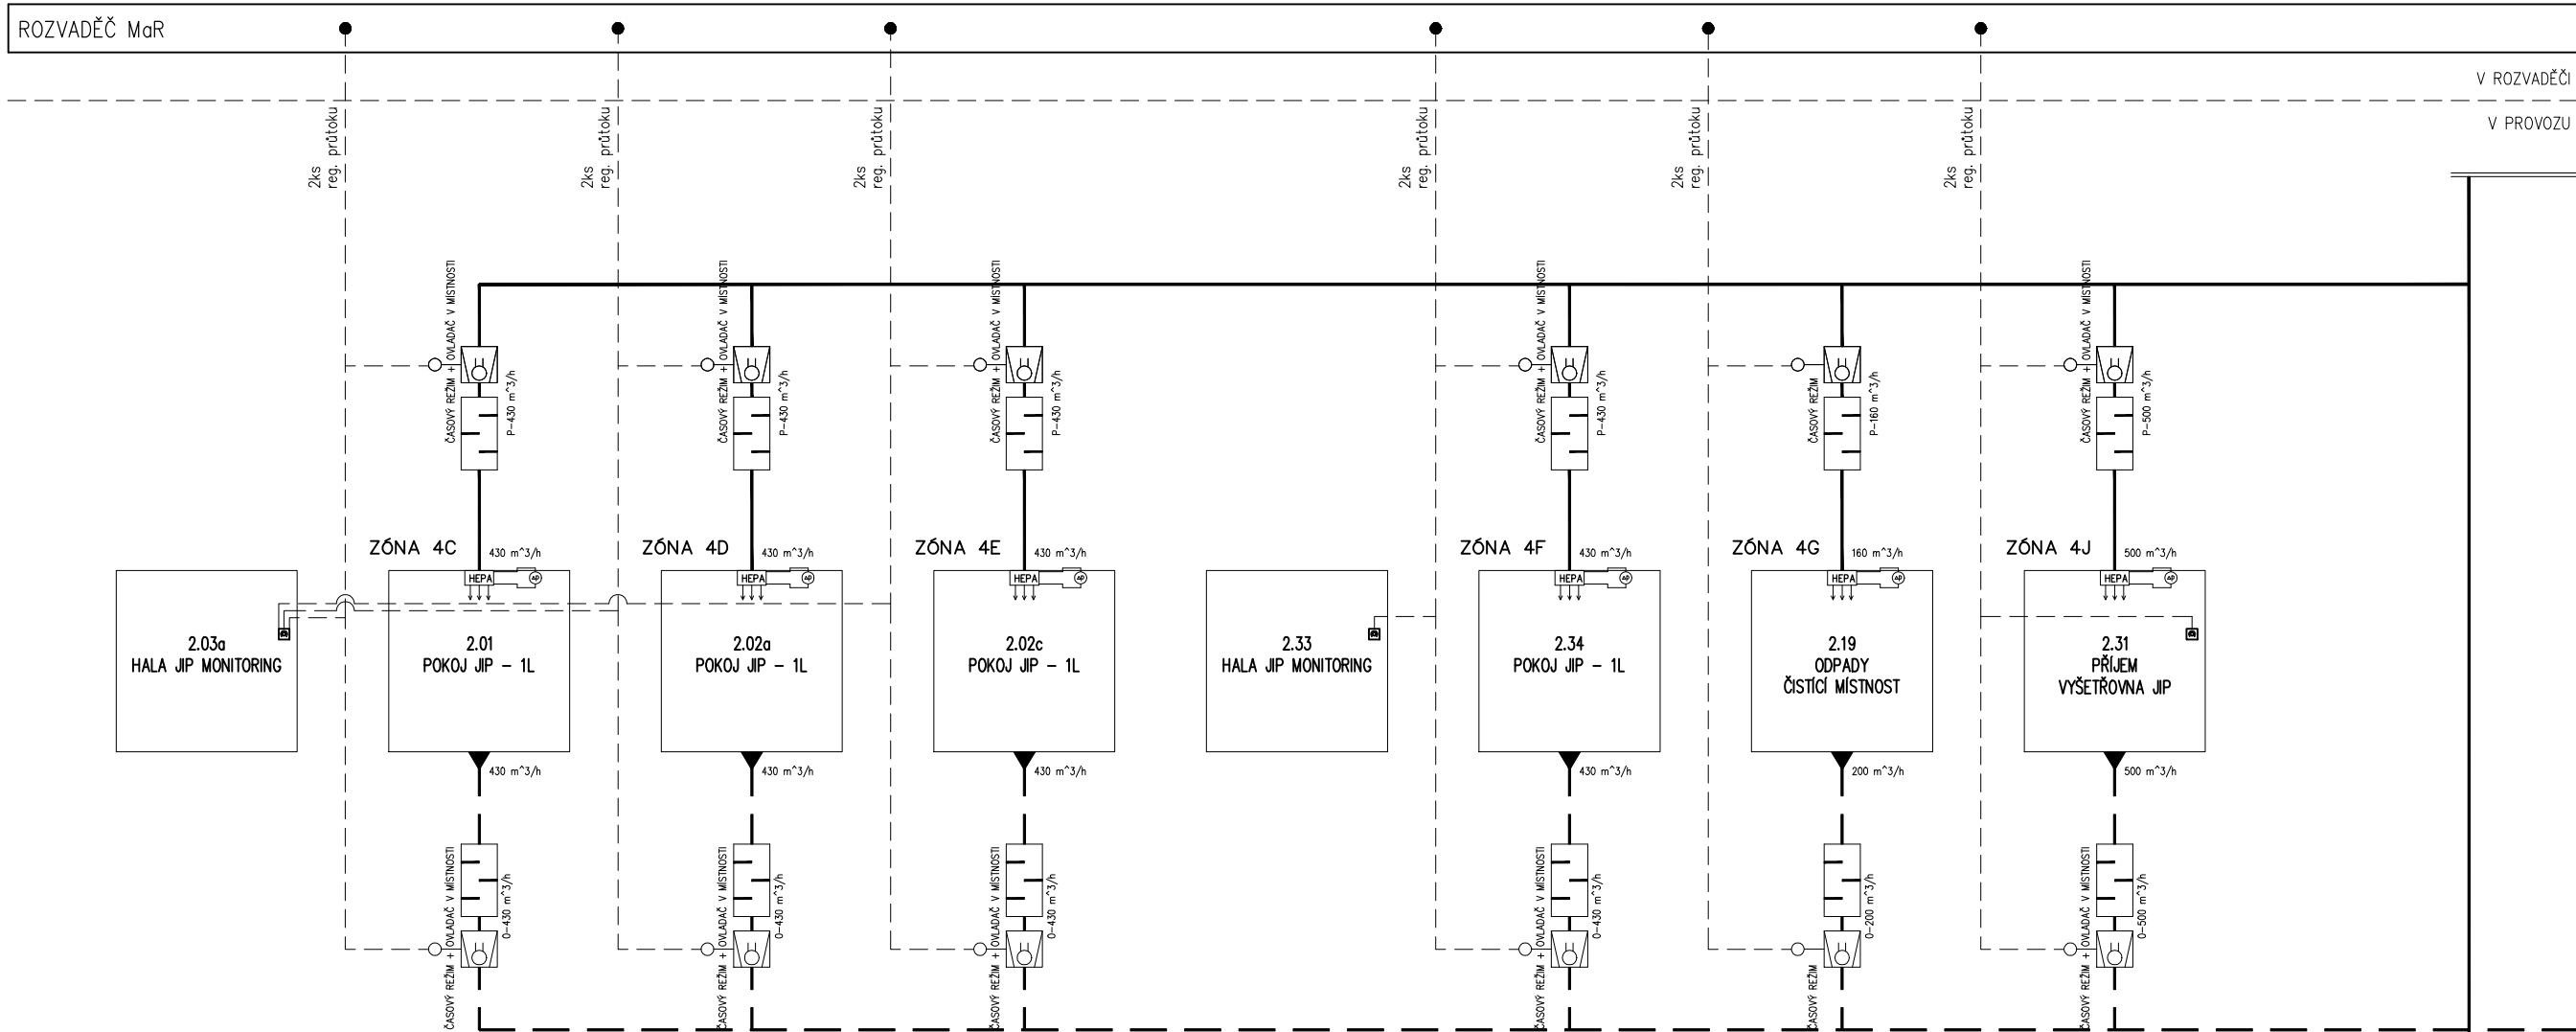 ROZVADĚČ MaR
V ROZVADĚČI
V PROVOZU
2ks
reg. průtoku
2ks
reg. průtoku
2ks
reg. průtoku
2ks
reg. průtoku
2ks
reg. průtoku
2ks
reg. průtoku
ČASOVÝ REŽIM + OVLADAČ V MÍSTNOSTI
P-430 m^3/h
ČASOVÝ REŽIM + OVLADAČ V MÍSTNOSTI
P-430 m^3/h
ČASOVÝ REŽIM + OVLADAČ V MÍSTNOSTI
P-430 m^3/h
ČASOVÝ REŽIM + OVLADAČ V MÍSTNOSTI
P-430 m^3/h
ČASOVÝ REŽIM
P-160 m^3/h
ČASOVÝ REŽIM + OVLADAČ V MÍSTNOSTI
P-500 m^3/h
ZÓNA 4C
430 m^3/h
ZÓNA 4D
430 m^3/h
ZÓNA 4E
430 m^3/h
ZÓNA 4F
430 m^3/h
ZÓNA 4G
160 m^3/h
ZÓNA 4J
500 m^3/h
HEPA
HEPA
HEPA
HEPA
HEPA
HEPA
2.03a
HALA JIP MONITORING
2.01
POKOJ JIP - 1L
2.02a
POKOJ JIP - 1L
2.02c
POKOJ JIP - 1L
2.33
HALA JIP MONITORING
2.34
POKOJ JIP - 1L
2.19
ODPADY
ČISTÍCÍ MÍSTNOST
2.31
PŘÍJEM
VYŠETŘOVNA JIP
430 m^3/h
430 m^3/h
430 m^3/h
430 m^3/h
200 m^3/h
500 m^3/h
ČASOVÝ REŽIM + OVLADAČ V MÍSTNOSTI
O-430 m^3/h
ČASOVÝ REŽIM + OVLADAČ V MÍSTNOSTI
O-430 m^3/h
ČASOVÝ REŽIM + OVLADAČ V MÍSTNOSTI
O-430 m^3/h
ČASOVÝ REŽIM + OVLADAČ V MÍSTNOSTI
O-430 m^3/h
ČASOVÝ REŽIM
O-200 m^3/h
ČASOVÝ REŽIM + OVLADAČ V MÍSTNOSTI
O-500 m^3/h